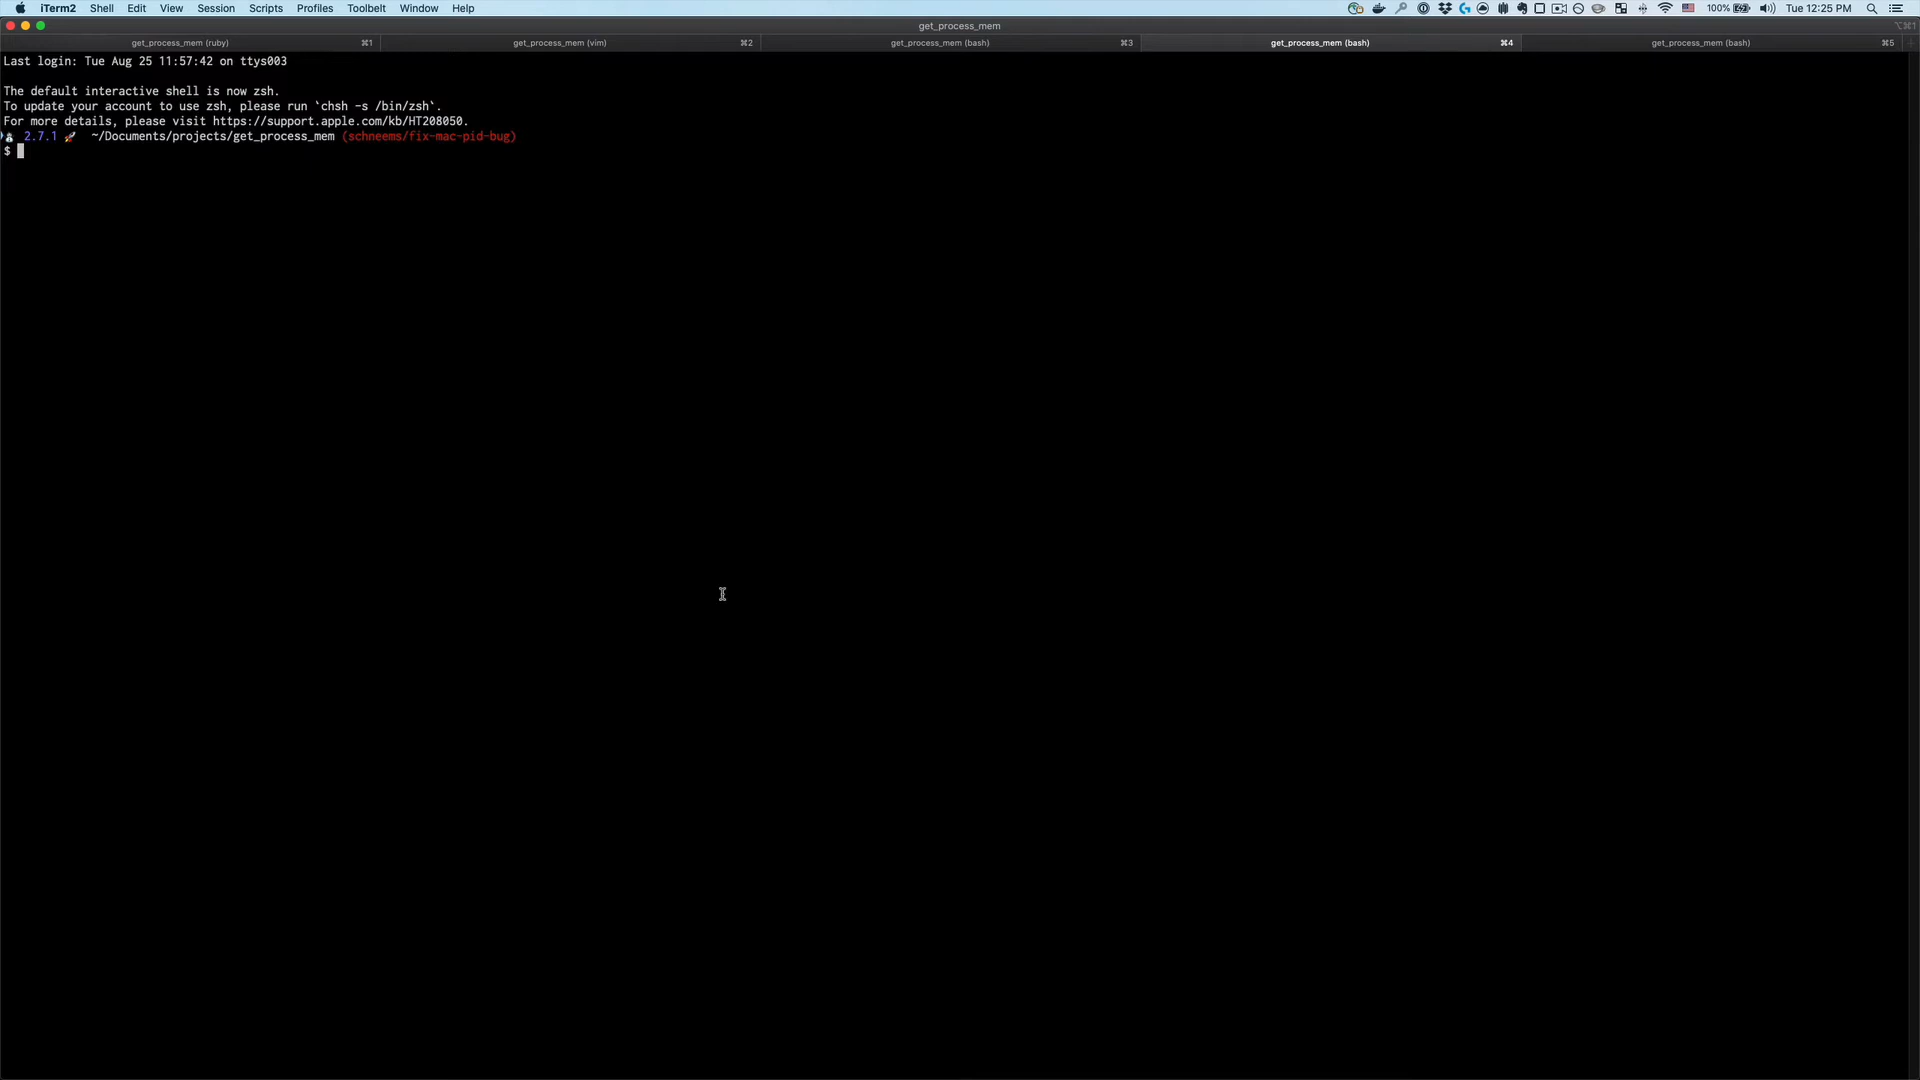 iTerm2 Shell Edit View Session Scripts Profiles Toolbelt Window Help 100% Tue 12:25 PM
get_process_mem ⌥⌘1
get_process_mem (ruby) ⌘1 get_process_mem (vim) ⌘2 get_process_mem (bash) ⌘3 get_process_mem (bash) ⌘4 get_process_mem (bash) ⌘5
Last login: Tue Aug 25 11:57:42 on ttys003
The default interactive shell is now zsh.
To update your account to use zsh, please run `chsh -s /bin/zsh`.
For more details, please visit https://support.apple.com/kb/HT208050.
⛄ 2.7.1 🚀 ~/Documents/projects/get_process_mem (schneems/fix-mac-pid-bug)
$